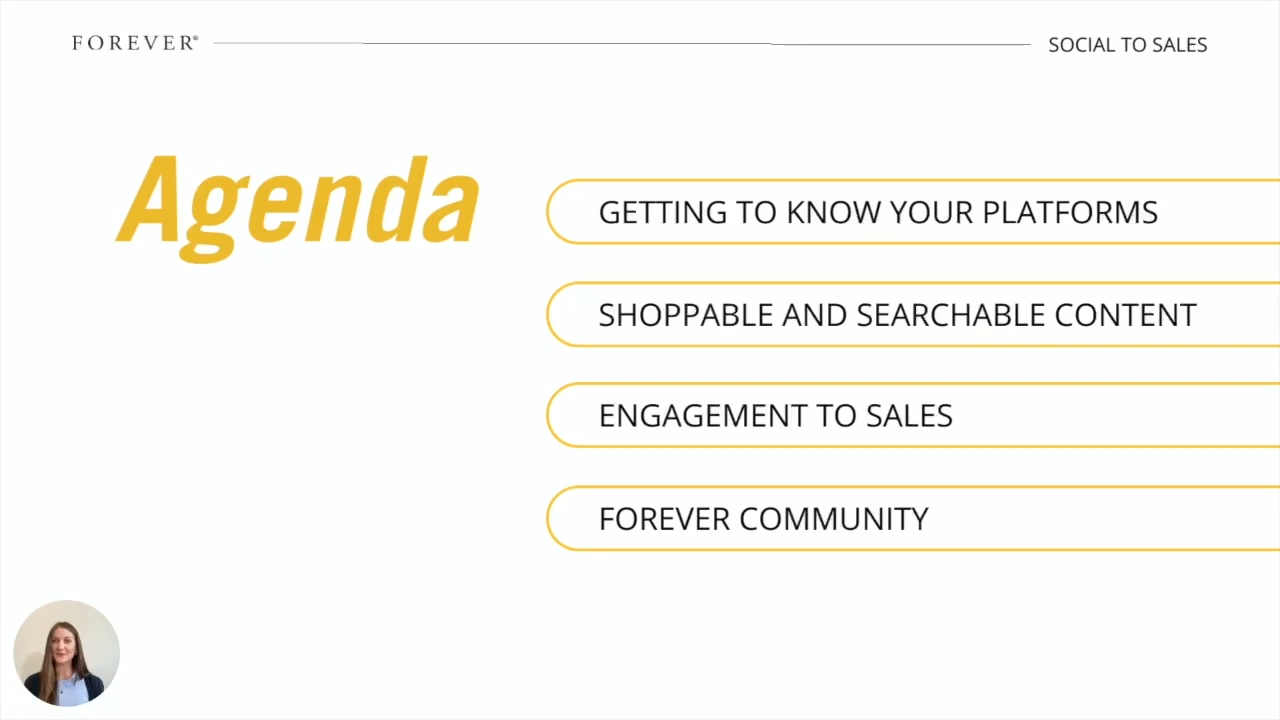 FOREVER®
SOCIAL TO SALES
Agenda
GETTING TO KNOW YOUR PLATFORMS
SHOPPABLE AND SEARCHABLE CONTENT
ENGAGEMENT TO SALES
FOREVER COMMUNITY